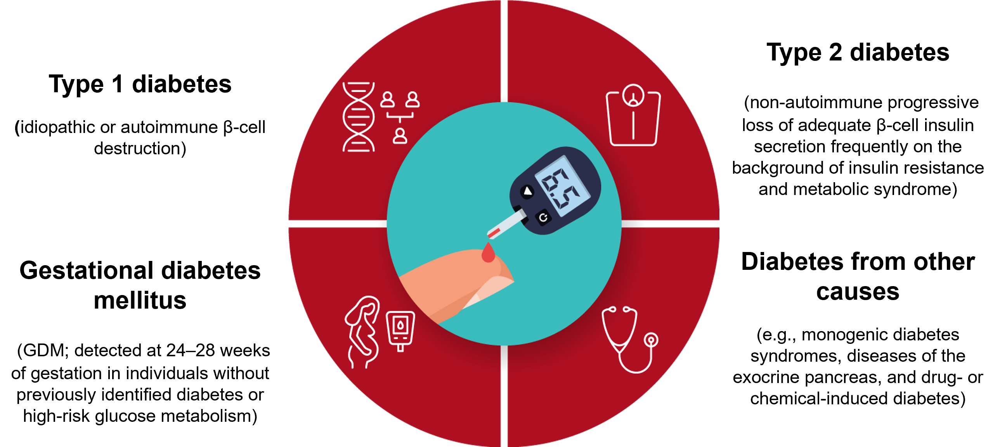 Type 1 diabetes
(idiopathic or autoimmune β-cell
destruction)
Type 2 diabetes
(non-autoimmune progressive
loss of adequate β-cell insulin
secretion frequently on the
background of insulin resistance
and metabolic syndrome)
8.5
Gestational diabetes
mellitus
(GDM; detected at 24–28 weeks
of gestation in individuals without
previously identified diabetes or
high-risk glucose metabolism)
Diabetes from other
causes
(e.g., monogenic diabetes
syndromes, diseases of the
exocrine pancreas, and drug- or
chemical-induced diabetes)